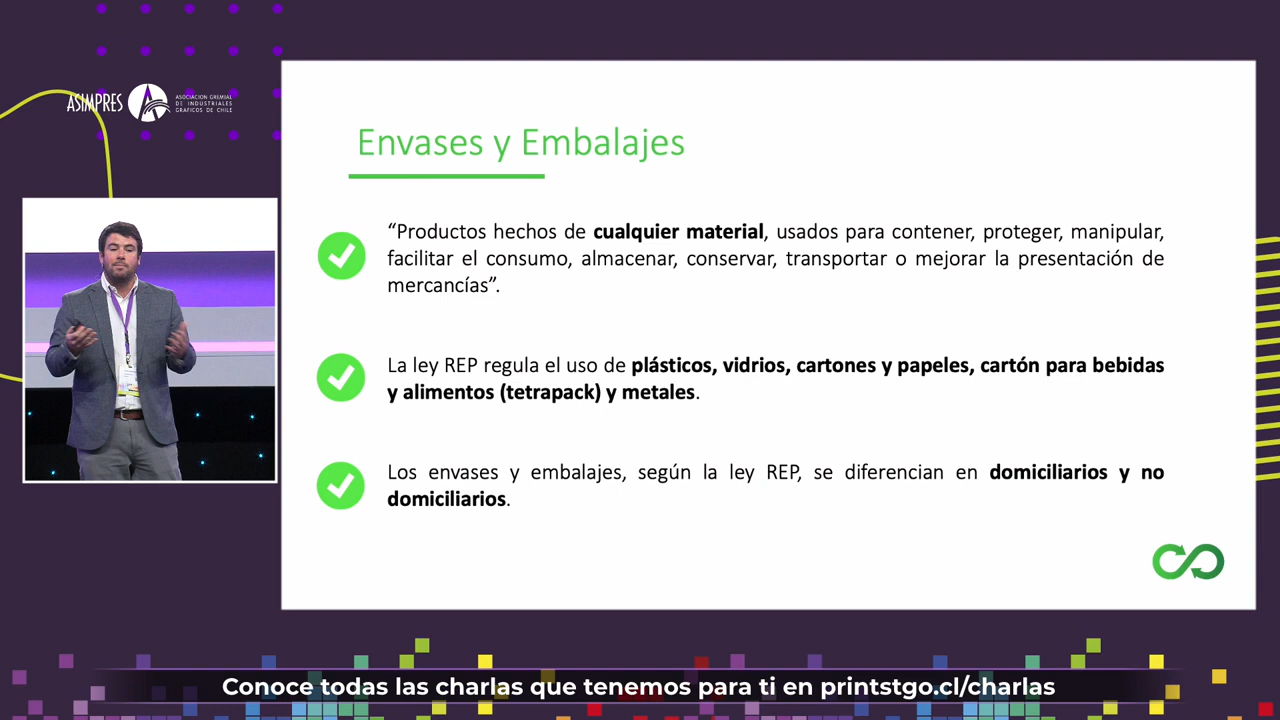 ASIMPRES
ASOCIACION GREMIAL
DE INDUSTRIALES
GRAFICOS DE CHILE
Envases y Embalajes
“Productos hechos de cualquier material, usados para contener, proteger, manipular,
facilitar el consumo, almacenar, conservar, transportar o mejorar la presentación de
mercancías”.
La ley REP regula el uso de plásticos, vidrios, cartones y papeles, cartón para bebidas
y alimentos (tetrapack) y metales.
Los envases y embalajes, según la ley REP, se diferencian en domiciliarios y no
domiciliarios.
Conoce todas las charlas que tenemos para ti en printstgo.cl/charlas